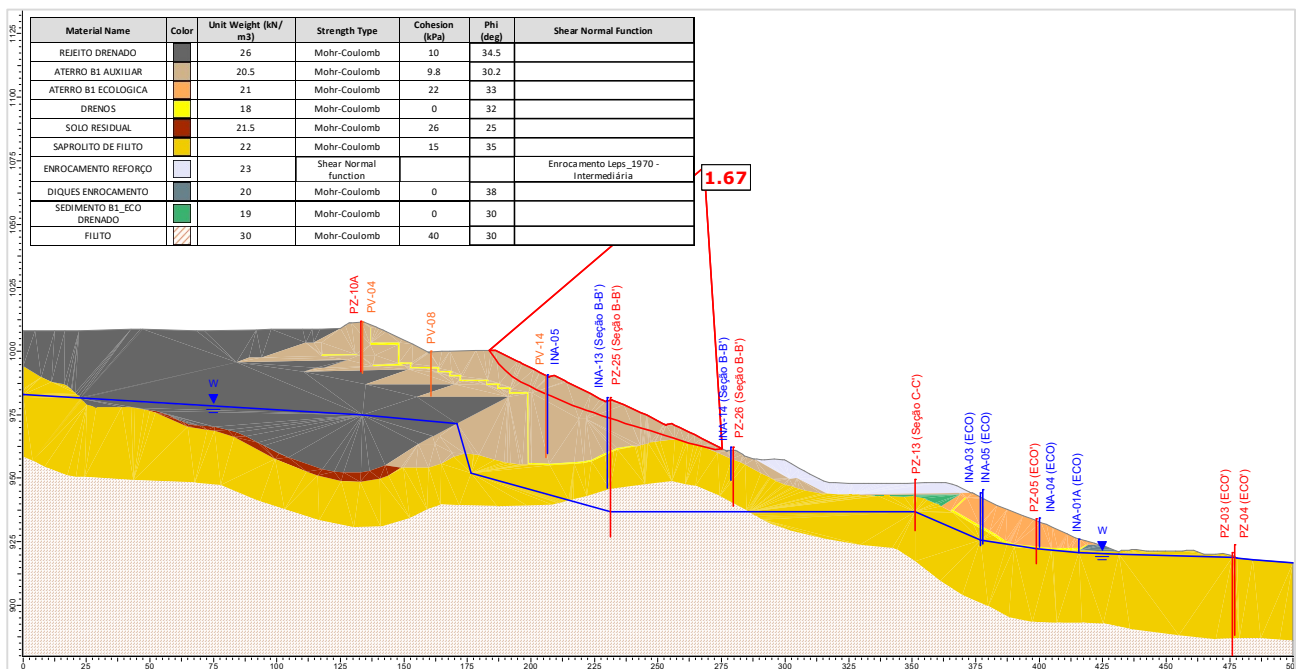 Material Name Color Unit Weight (kN/m3) Strength Type Cohesion (kPa) Phi (deg) Shear Normal Function
REJEITO DRENADO 26 Mohr-Coulomb 10 34.5
ATERRO B1 AUXILIAR 20.5 Mohr-Coulomb 9.8 30.2
ATERRO B1 ECOLOGICA 21 Mohr-Coulomb 22 33
DRENOS 18 Mohr-Coulomb 0 32
SOLO RESIDUAL 21.5 Mohr-Coulomb 26 25
SAPROLITO DE FILITO 22 Mohr-Coulomb 15 35
ENROCAMENTO REFORÇO 23 Shear Normal function Enrocamento Leps_1970 - Intermediária
DIQUES ENROCAMENTO 20 Mohr-Coulomb 0 38
SEDIMENTO B1_ECO DRENADO 19 Mohr-Coulomb 0 30
FILITO 30 Mohr-Coulomb 40 30
1.67
PZ-10A
PV-04
PV-08
PV-14
INA-05
INA-13 (Seção B-B')
PZ-25 (Seção B-B')
INA-14 (Seção B-B')
PZ-26 (Seção B-B')
PZ-13 (Seção C-C')
INA-03 (ECO)
INA-05 (ECO)
PZ-05 (ECO')
INA-04 (ECO)
INA-01A (ECO)
PZ-03 (ECO')
PZ-04 (ECO')
W
W
1125
1100
1075
1050
1025
1000
975
950
925
900
0 25 50 75 100 125 150 175 200 225 250 275 300 325 350 375 400 425 450 475